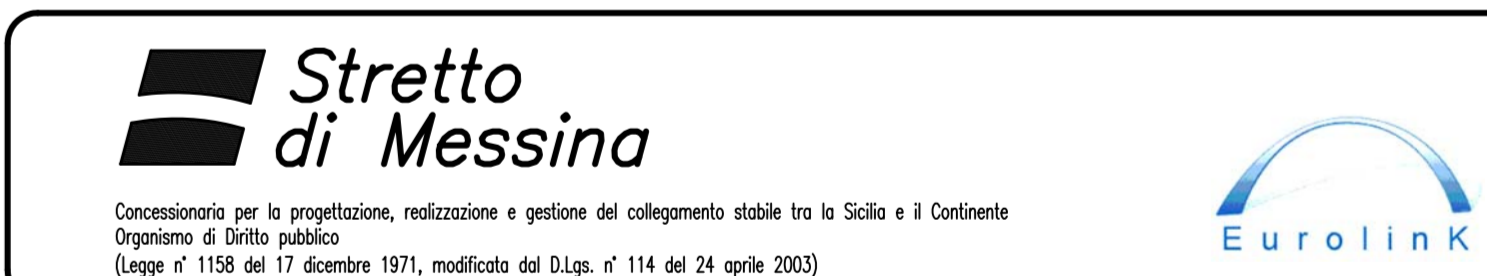 Stretto
di Messina
Concessionaria per la progettazione, realizzazione e gestione del collegamento stabile tra la Sicilia e il Continente
Organismo di Diritto pubblico
(Legge n° 1158 del 17 dicembre 1971, modificata dal D.Lgs. n° 114 del 24 aprile 2003)
EurolinK